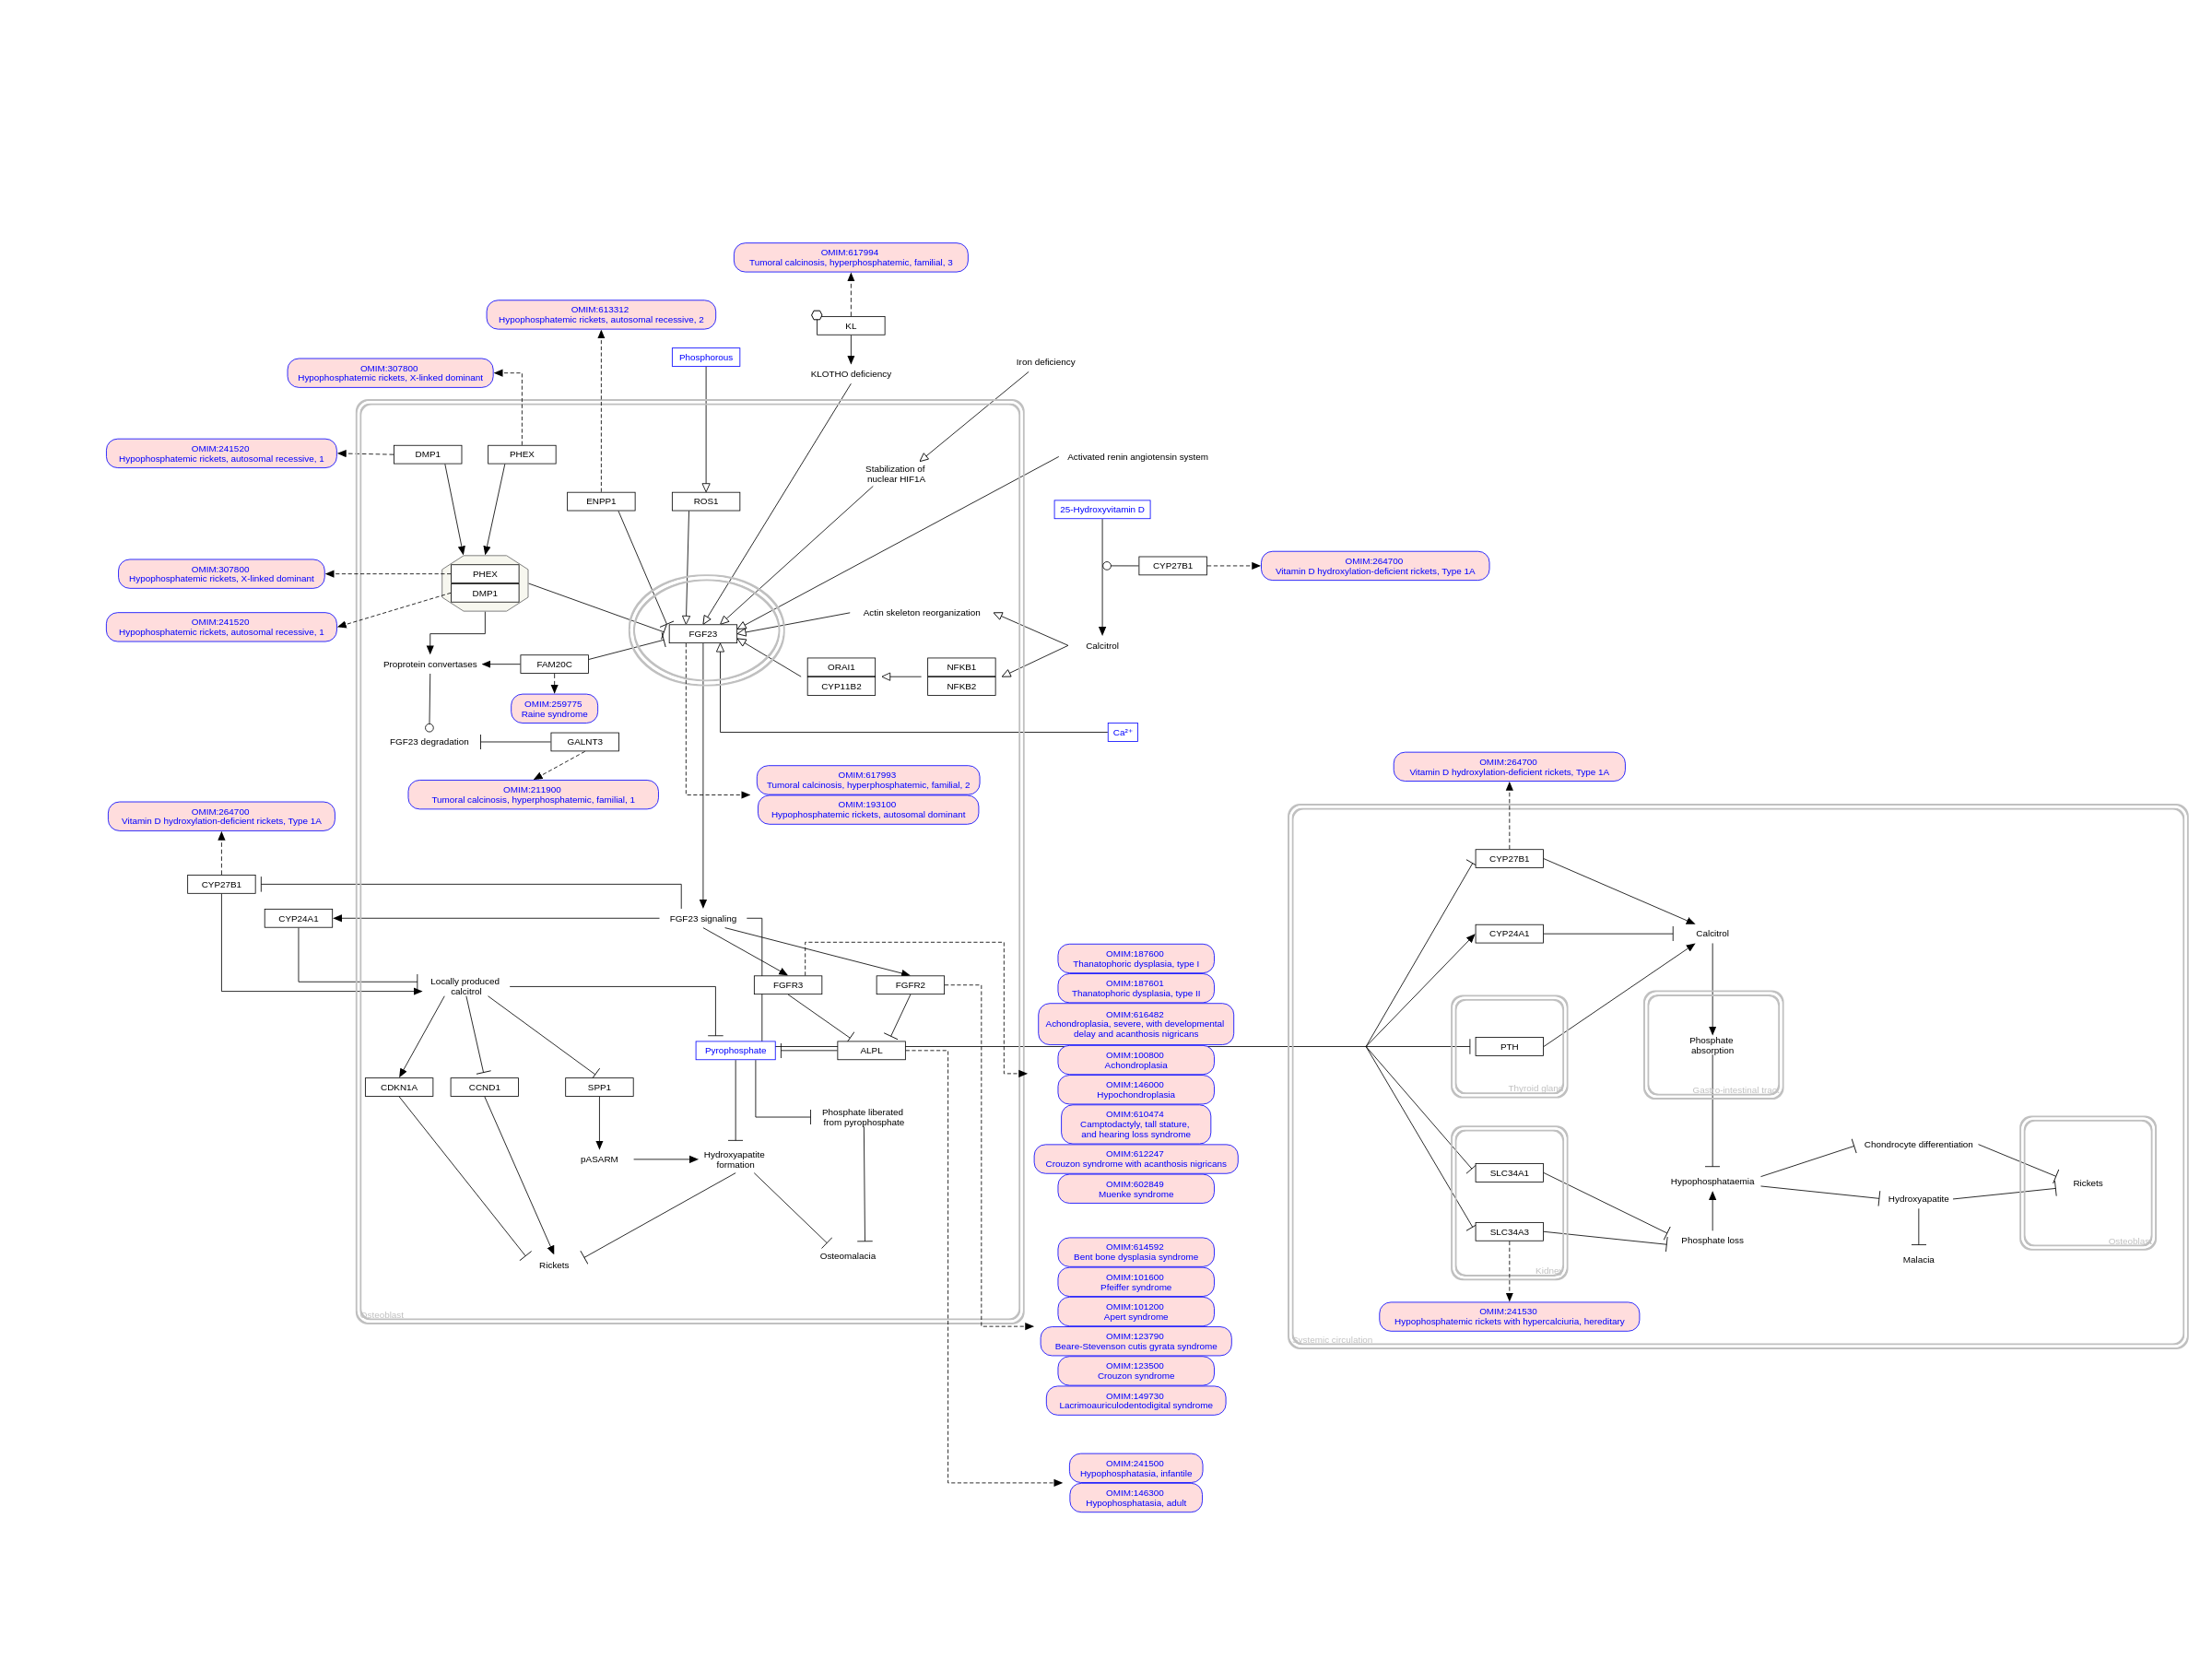 OMIM:617994
Tumoral calcinosis, hyperphosphatemic, familial, 3
OMIM:613312
Hypophosphatemic rickets, autosomal recessive, 2
KL
Phosphorous
OMIM:307800
Hypophosphatemic rickets, X-linked dominant
KLOTHO deficiency
Iron deficiency
OMIM:241520
Hypophosphatemic rickets, autosomal recessive, 1
DMP1
PHEX
Activated renin angiotensin system
Stabilization of
nuclear HIF1A
ENPP1
ROS1
25-Hydroxyvitamin D
CYP27B1
OMIM:264700
Vitamin D hydroxylation-deficient rickets, Type 1A
OMIM:307800
Hypophosphatemic rickets, X-linked dominant
PHEX
DMP1
OMIM:241520
Hypophosphatemic rickets, autosomal recessive, 1
Actin skeleton reorganization
FGF23
Calcitrol
Proprotein convertases
FAM20C
ORAI1
CYP11B2
NFKB1
NFKB2
OMIM:259775
Raine syndrome
FGF23 degradation
GALNT3
Ca²⁺
OMIM:211900
Tumoral calcinosis, hyperphosphatemic, familial, 1
OMIM:617993
Tumoral calcinosis, hyperphosphatemic, familial, 2
OMIM:193100
Hypophosphatemic rickets, autosomal dominant
OMIM:264700
Vitamin D hydroxylation-deficient rickets, Type 1A
OMIM:264700
Vitamin D hydroxylation-deficient rickets, Type 1A
CYP27B1
CYP24A1
FGF23 signaling
Locally produced
calcitrol
FGFR3
FGFR2
Pyrophosphate
ALPL
CDKN1A
CCND1
SPP1
Phosphate liberated
from pyrophosphate
pASARM
Hydroxyapatite
formation
Rickets
Osteomalacia
Osteoblast
OMIM:187600
Thanatophoric dysplasia, type I
OMIM:187601
Thanatophoric dysplasia, type II
OMIM:616482
Achondroplasia, severe, with developmental
delay and acanthosis nigricans
OMIM:100800
Achondroplasia
OMIM:146000
Hypochondroplasia
OMIM:610474
Camptodactyly, tall stature,
and hearing loss syndrome
OMIM:612247
Crouzon syndrome with acanthosis nigricans
OMIM:602849
Muenke syndrome
OMIM:614592
Bent bone dysplasia syndrome
OMIM:101600
Pfeiffer syndrome
OMIM:101200
Apert syndrome
OMIM:123790
Beare-Stevenson cutis gyrata syndrome
OMIM:123500
Crouzon syndrome
OMIM:149730
Lacrimoauriculodentodigital syndrome
OMIM:241500
Hypophosphatasia, infantile
OMIM:146300
Hypophosphatasia, adult
CYP27B1
CYP24A1
Calcitrol
PTH
Thyroid gland
Phosphate
absorption
Gastro-intestinal tract
SLC34A1
SLC34A3
Kidney
Hypophosphataemia
Phosphate loss
Chondrocyte differentiation
Hydroxyapatite
Malacia
Rickets
Osteoblast
OMIM:241530
Hypophosphatemic rickets with hypercalciuria, hereditary
Systemic circulation